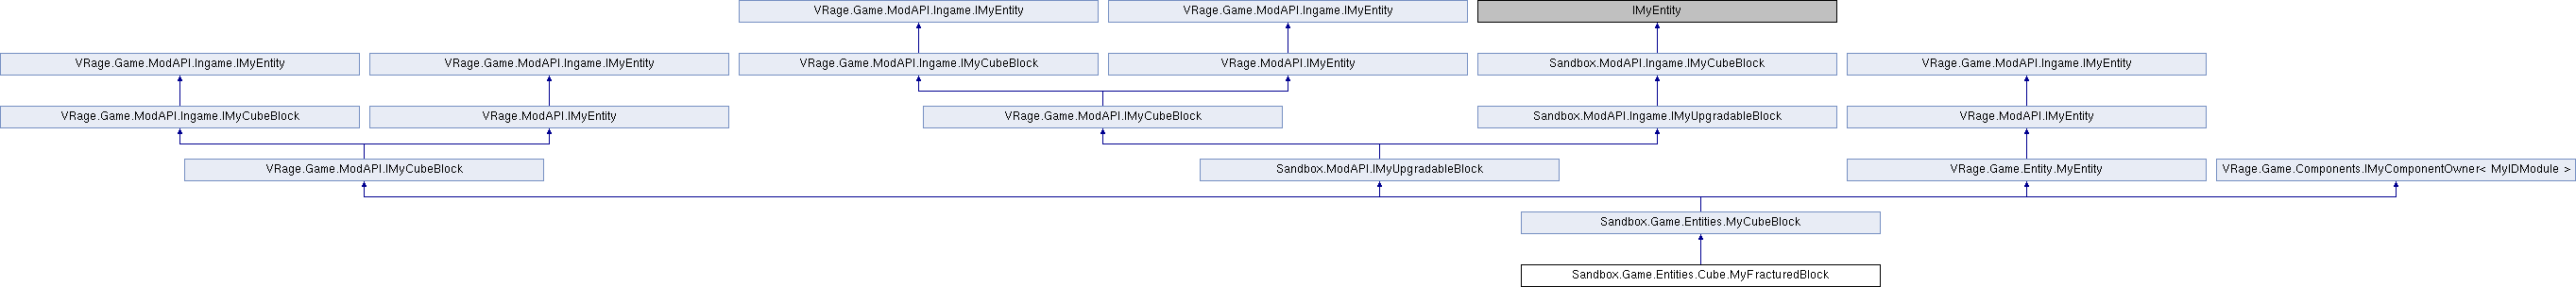 VRage.Game.ModAPI.Ingame.IMyEntity
VRage.Game.ModAPI.Ingame.IMyEntity
IMyEntity
VRage.Game.ModAPI.Ingame.IMyEntity
VRage.Game.ModAPI.Ingame.IMyEntity
VRage.Game.ModAPI.Ingame.IMyCubeBlock
VRage.ModAPI.IMyEntity
Sandbox.ModAPI.Ingame.IMyCubeBlock
VRage.Game.ModAPI.Ingame.IMyEntity
VRage.Game.ModAPI.Ingame.IMyCubeBlock
VRage.ModAPI.IMyEntity
VRage.Game.ModAPI.IMyCubeBlock
Sandbox.ModAPI.Ingame.IMyUpgradableBlock
VRage.ModAPI.IMyEntity
VRage.Game.ModAPI.IMyCubeBlock
Sandbox.ModAPI.IMyUpgradableBlock
VRage.Game.Entity.MyEntity
VRage.Game.Components.IMyComponentOwner< MyIDModule >
Sandbox.Game.Entities.MyCubeBlock
Sandbox.Game.Entities.Cube.MyFracturedBlock